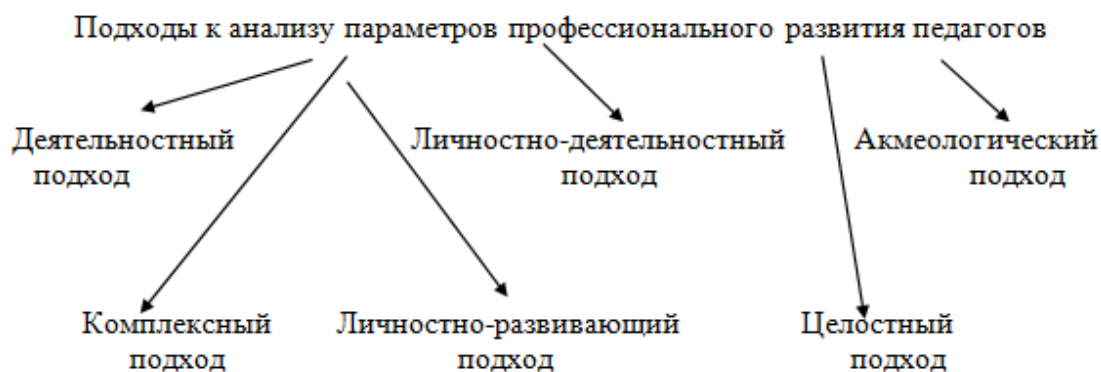 Подходы к анализу параметров профессионального развития педагогов
Деятельностный
подход
Личностно-деятельностный
подход
Акмеологический
подход
Комплексный
подход
Личностно-развивающий
подход
Целостный
подход